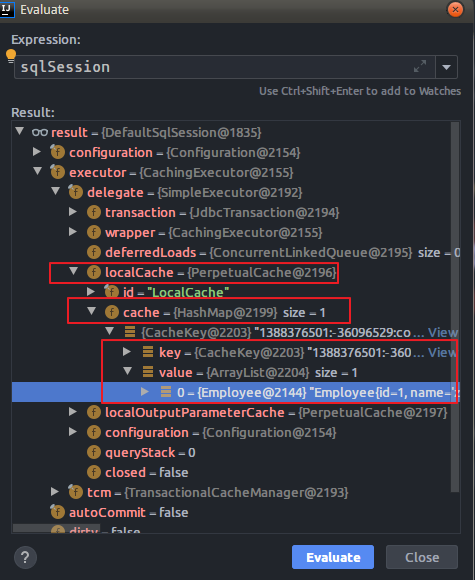 Evaluate
Expression:
sqlSession
Use Ctrl+Shift+Enter to add to Watches
Result:
result = {DefaultSqlSession@1835}
configuration = {Configuration@2154}
executor = {CachingExecutor@2155}
delegate = {SimpleExecutor@2192}
transaction = {JdbcTransaction@2194}
wrapper = {CachingExecutor@2155}
deferredLoads = {ConcurrentLinkedQueue@2195} size = 0
localCache = {PerpetualCache@2196}
id = "LocalCache"
cache = {HashMap@2199} size = 1
{CacheKey@2203} "1388376501:-36096529:co... View
key = {CacheKey@2203} "1388376501:-360... View
value = {ArrayList@2204} size = 1
0 = {Employee@2144} "Employee{id=1, name='
localOutputParameterCache = {PerpetualCache@2197}
configuration = {Configuration@2154}
queryStack = 0
closed = false
tcm = {TransactionalCacheManager@2193}
autoCommit = false
dirty = false
? Evaluate Close